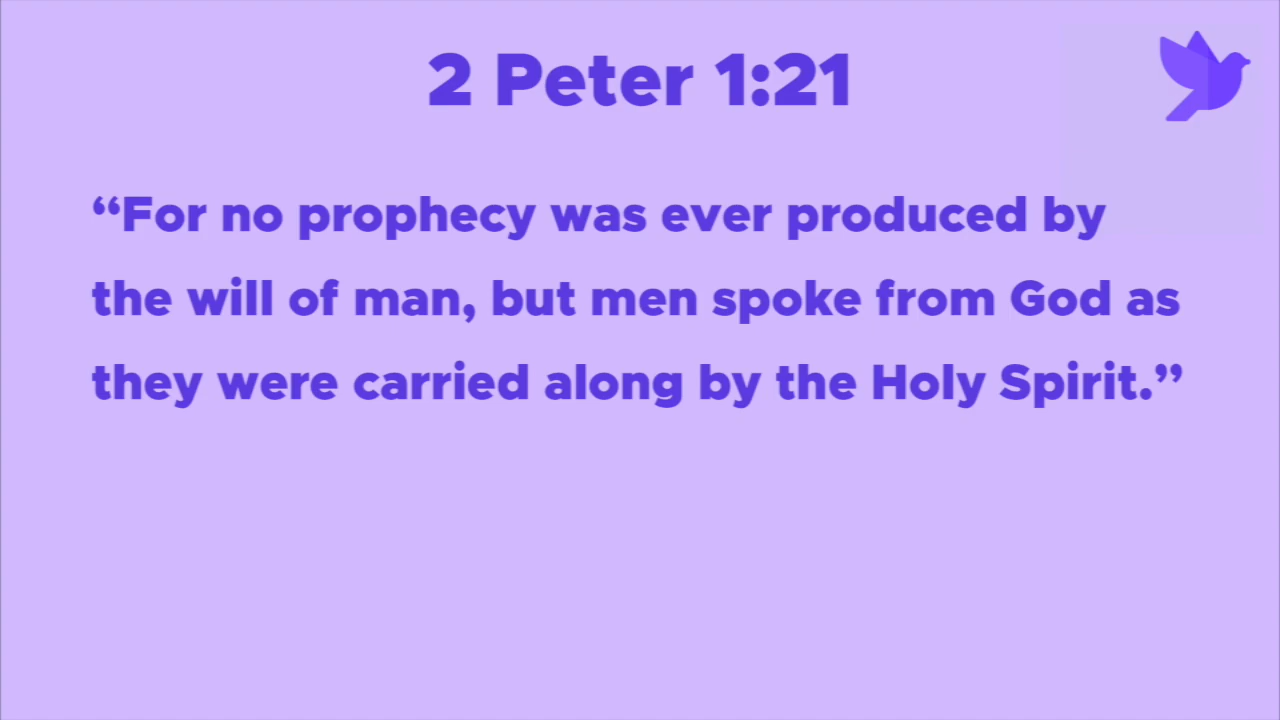 2 Peter 1:21
“For no prophecy was ever produced by
the will of man, but men spoke from God as
they were carried along by the Holy Spirit.”